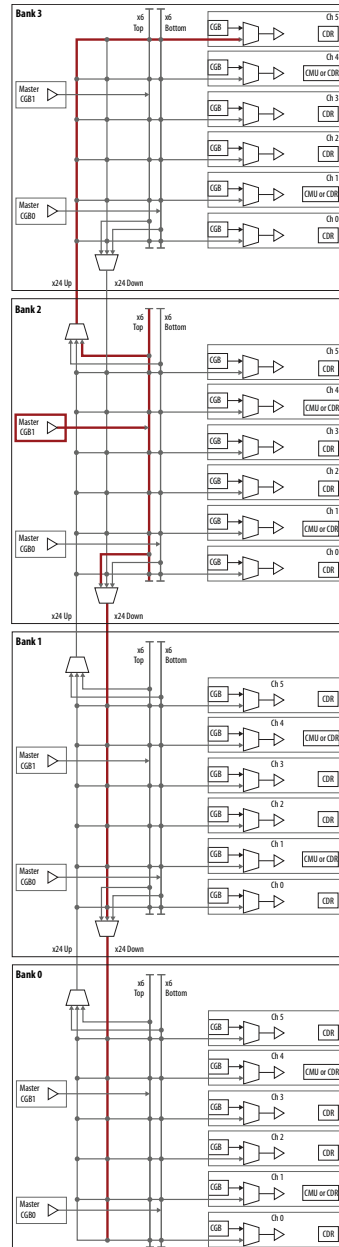 Bank 3
x6 Top
x6 Bottom
CGB
Ch 5
CDR
CGB
Ch 4
CMU or CDR
Master CGB1
CGB
Ch 3
CDR
CGB
Ch 2
CDR
CGB
Ch 1
CMU or CDR
Master CGB0
CGB
Ch 0
CDR
x24 Up
x24 Down
Bank 2
x6 Top
x6 Bottom
CGB
Ch 5
CDR
CGB
Ch 4
CMU or CDR
Master CGB1
CGB
Ch 3
CDR
CGB
Ch 2
CDR
CGB
Ch 1
CMU or CDR
Master CGB0
CGB
Ch 0
CDR
x24 Up
x24 Down
Bank 1
x6 Top
x6 Bottom
CGB
Ch 5
CDR
CGB
Ch 4
CMU or CDR
Master CGB1
CGB
Ch 3
CDR
CGB
Ch 2
CDR
CGB
Ch 1
CMU or CDR
Master CGB0
CGB
Ch 0
CDR
x24 Up
x24 Down
Bank 0
x6 Top
x6 Bottom
CGB
Ch 5
CDR
CGB
Ch 4
CMU or CDR
Master CGB1
CGB
Ch 3
CDR
CGB
Ch 2
CDR
CGB
Ch 1
CMU or CDR
Master CGB0
CGB
Ch 0
CDR